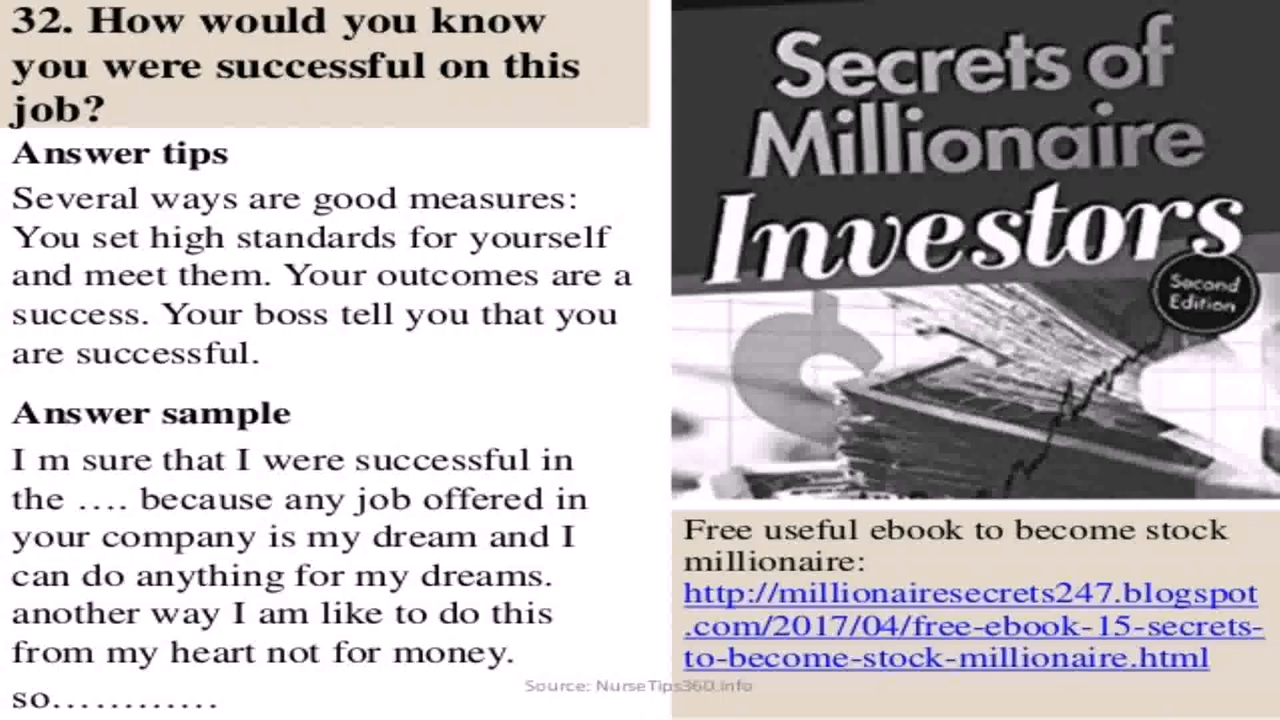 32. How would you know
you were successful on this
job?
Answer tips
Several ways are good measures:
You set high standards for yourself
and meet them. Your outcomes are a
success. Your boss tell you that you
are successful.
Answer sample
I m sure that I were successful in
the …. because any job offered in
your company is my dream and I
can do anything for my dreams.
another way I am like to do this
from my heart not for money.
so…………
Secrets of
Millionaire
Investors
Second
Edition
Free useful ebook to become stock
millionaire:
http://millionairesecrets247.blogspot
.com/2017/04/free-ebook-15-secrets-
to-become-stock-millionaire.html
Source: NurseTips360.info